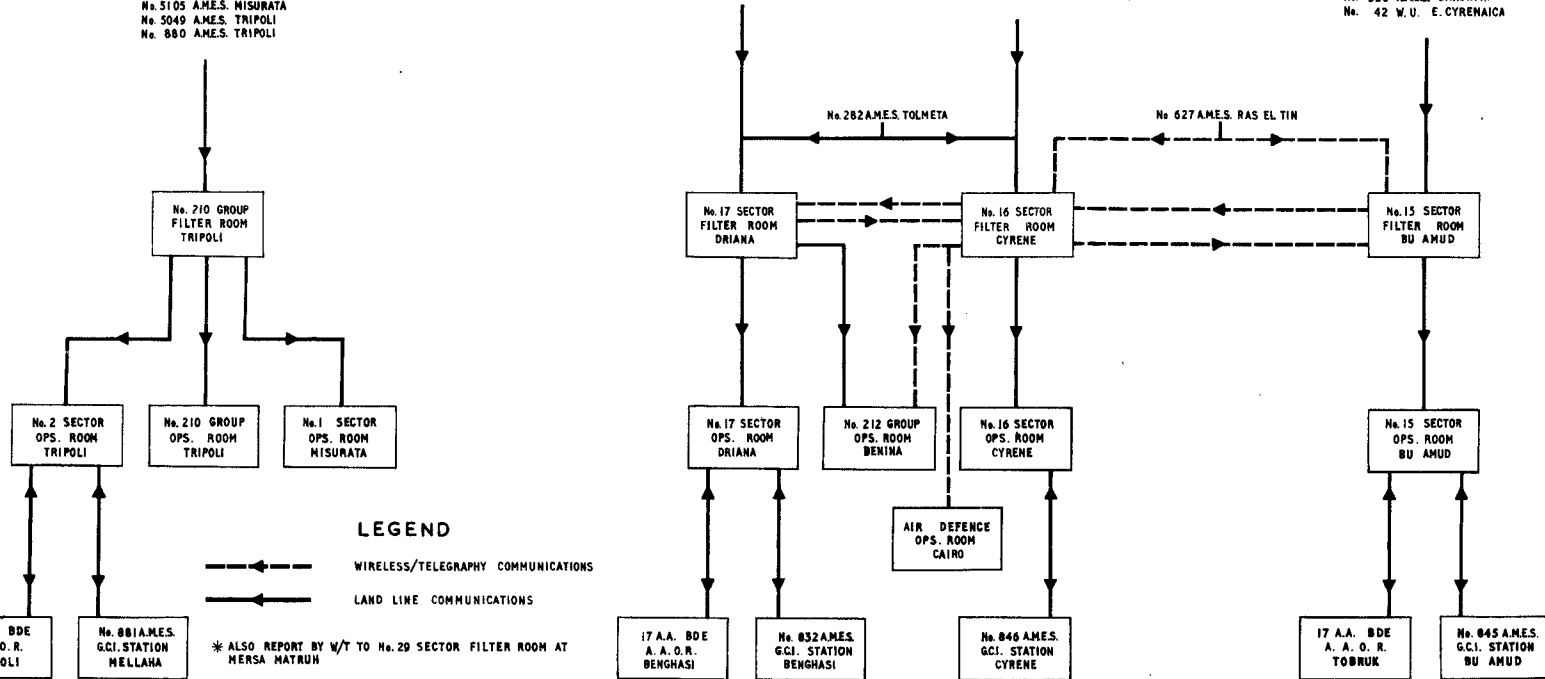 No. 5105 A.M.E.S. MISURATA
No. 5049 A.M.E.S. TRIPOLI
No. 880 A.M.E.S. TRIPOLI
No. 42 W.U. E. CYRENAICA
No. 282 A.M.E.S. TOLMETA
No 627 A.M.E.S. RAS EL TIN
No. 210 GROUP
FILTER ROOM
TRIPOLI
No. 17 SECTOR
FILTER ROOM
DRIANA
No. 16 SECTOR
FILTER ROOM
CYRENE
No. 15 SECTOR
FILTER ROOM
BU AMUD
No. 2 SECTOR
OPS. ROOM
TRIPOLI
No. 210 GROUP
OPS. ROOM
TRIPOLI
No. 1 SECTOR
OPS. ROOM
MISURATA
No. 17 SECTOR
OPS. ROOM
DRIANA
No. 212 GROUP
OPS. ROOM
BENINA
No. 16 SECTOR
OPS. ROOM
CYRENE
No. 15 SECTOR
OPS. ROOM
BU AMUD
AIR DEFENCE
OPS. ROOM
CAIRO
LEGEND
WIRELESS/TELEGRAPHY COMMUNICATIONS
LAND LINE COMMUNICATIONS
* ALSO REPORT BY W/T TO No. 29 SECTOR FILTER ROOM AT
MERSA MATRUH
BDE
O. R.
OLI
No. 881 A.M.E.S.
G.C.I. STATION
MELLAHA
17 A.A. BDE
A. A. O. R.
BENGHASI
No. 832 A.M.E.S.
G.C.I. STATION
BENGHASI
No. 846 A.M.E.S.
G.C.I. STATION
CYRENE
17 A.A. BDE
A. A. O. R.
TOBRUK
No. 845 A.M.E.S.
G.C.I. STATION
BU AMUD